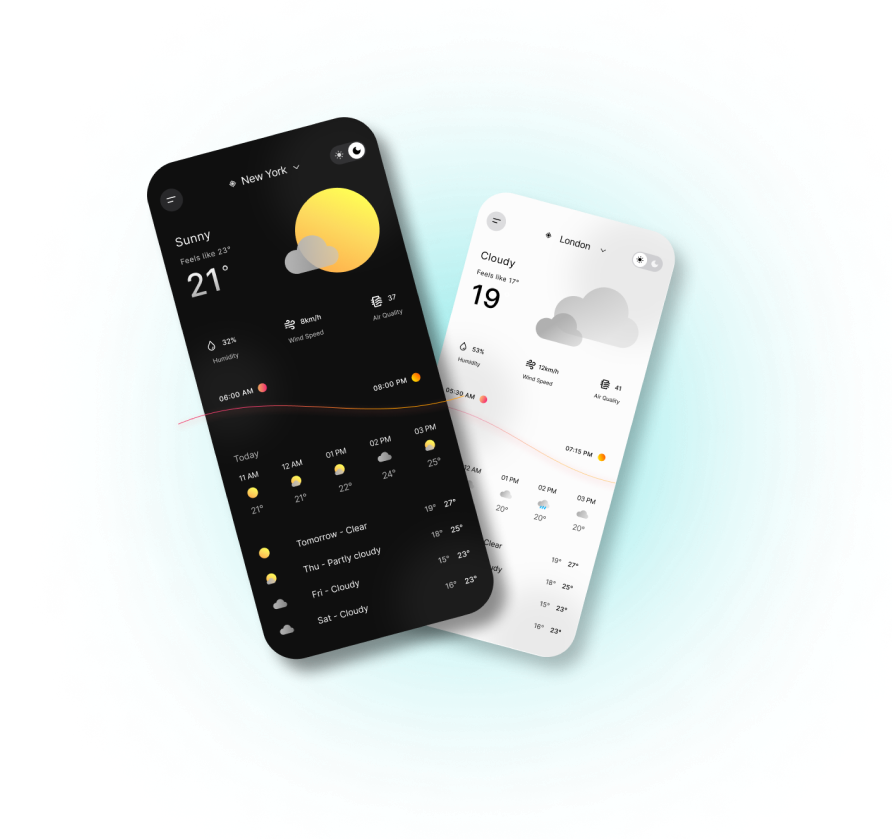 New York
Sunny
Feels like 23°
21°
32%
Humidity
8km/h
Wind Speed
37
Air Quality
06:00 AM
08:00 PM
Today
11 AM
12 AM
01 PM
02 PM
03 PM
21°
21°
22°
24°
25°
Tomorrow - Clear
19° 27°
Thu - Partly cloudy
18° 25°
Fri - Cloudy
15° 23°
Sat - Cloudy
16° 23°
London
Cloudy
Feels like 17°
19
53%
Humidity
12km/h
Wind Speed
41
Air Quality
05:30 AM
07:15 PM
12 AM
01 PM
02 PM
03 PM
20°
20°
20°
Clear
19° 27°
udy
18° 25°
15° 23°
16° 23°